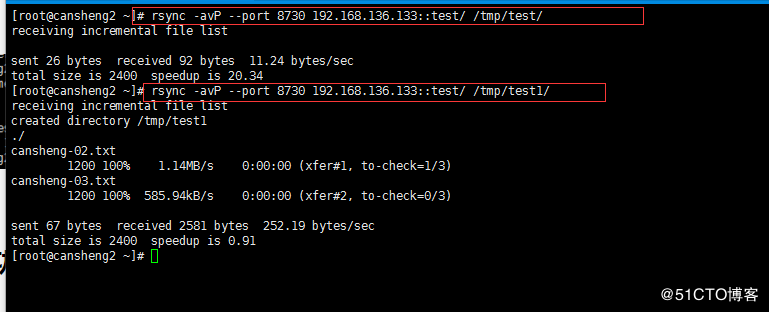 [root@cansheng2 ~]# rsync -avP --port 8730 192.168.136.133::test/ /tmp/test/
receiving incremental file list
sent 26 bytes  received 92 bytes  11.24 bytes/sec
total size is 2400  speedup is 20.34
[root@cansheng2 ~]# rsync -avP --port 8730 192.168.136.133::test/ /tmp/test1/
receiving incremental file list
created directory /tmp/test1
./
cansheng-02.txt
1200 100%    1.14MB/s    0:00:00 (xfer#1, to-check=1/3)
cansheng-03.txt
1200 100%  585.94kB/s    0:00:00 (xfer#2, to-check=0/3)
sent 67 bytes  received 2581 bytes  252.19 bytes/sec
total size is 2400  speedup is 0.91
[root@cansheng2 ~]#
@51CTO博客